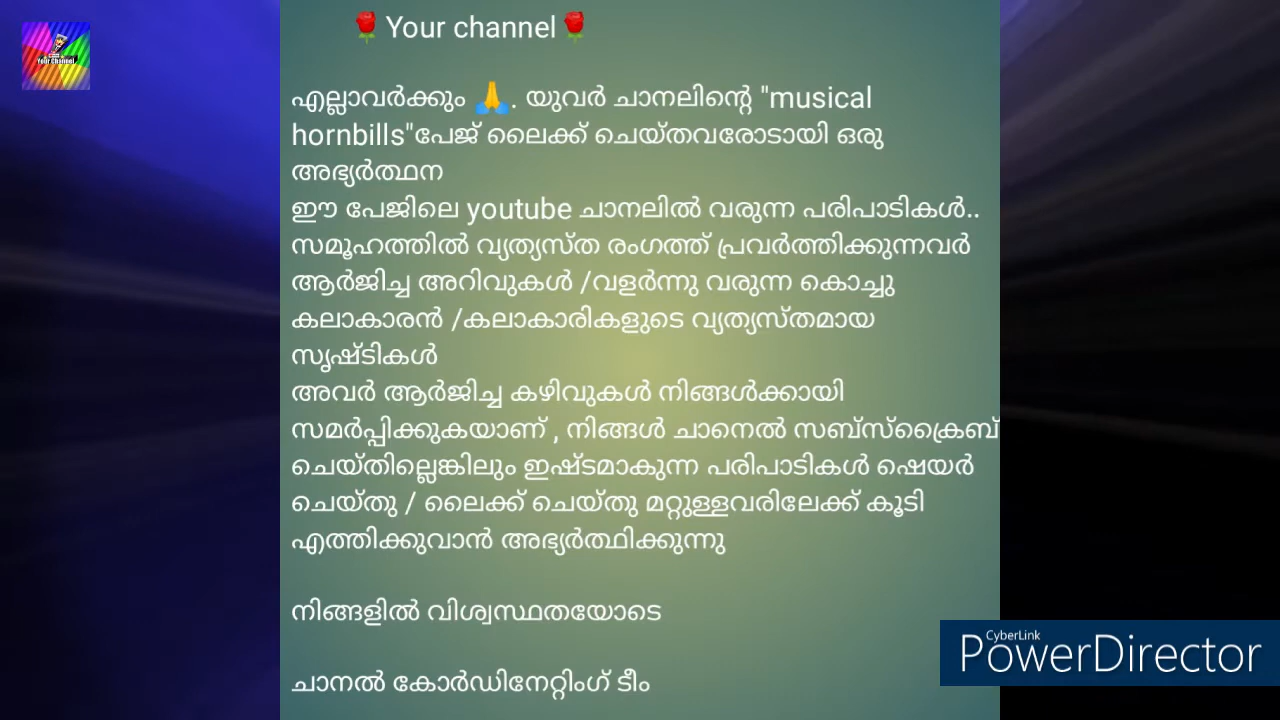 🌹Your channel🌹
എല്ലാവർക്കും 🙏. യുവർ ചാനലിന്റെ "musical
hornbills"പേജ് ലൈക്ക് ചെയ്തവരോടായി ഒരു
അഭ്യർത്ഥന
ഈ പേജിലെ youtube ചാനലിൽ വരുന്ന പരിപാടികൾ..
സമൂഹത്തിൽ വ്യത്യസ്ത രംഗത്ത് പ്രവർത്തിക്കുന്നവർ
ആർജിച്ച അറിവുകൾ /വളർന്നു വരുന്ന കൊച്ചു
കലാകാരൻ /കലാകാരികളുടെ വ്യത്യസ്തമായ
സൃഷ്ടികൾ
അവർ ആർജിച്ച കഴിവുകൾ നിങ്ങൾക്കായി
സമർപ്പിക്കുകയാണ് , നിങ്ങൾ ചാനെൽ സബ്സ്ക്രൈബ്
ചെയ്തില്ലെങ്കിലും ഇഷ്ടമാകുന്ന പരിപാടികൾ ഷെയർ
ചെയ്തു / ലൈക്ക് ചെയ്തു മറ്റുള്ളവരിലേക്ക് കൂടി
എത്തിക്കുവാൻ അഭ്യർത്ഥിക്കുന്നു
നിങ്ങളിൽ വിശ്വസ്ഥതയോടെ
ചാനൽ കോർഡിനേറ്റിംഗ് ടീം
Your Channel
CyberLink
PowerDirector